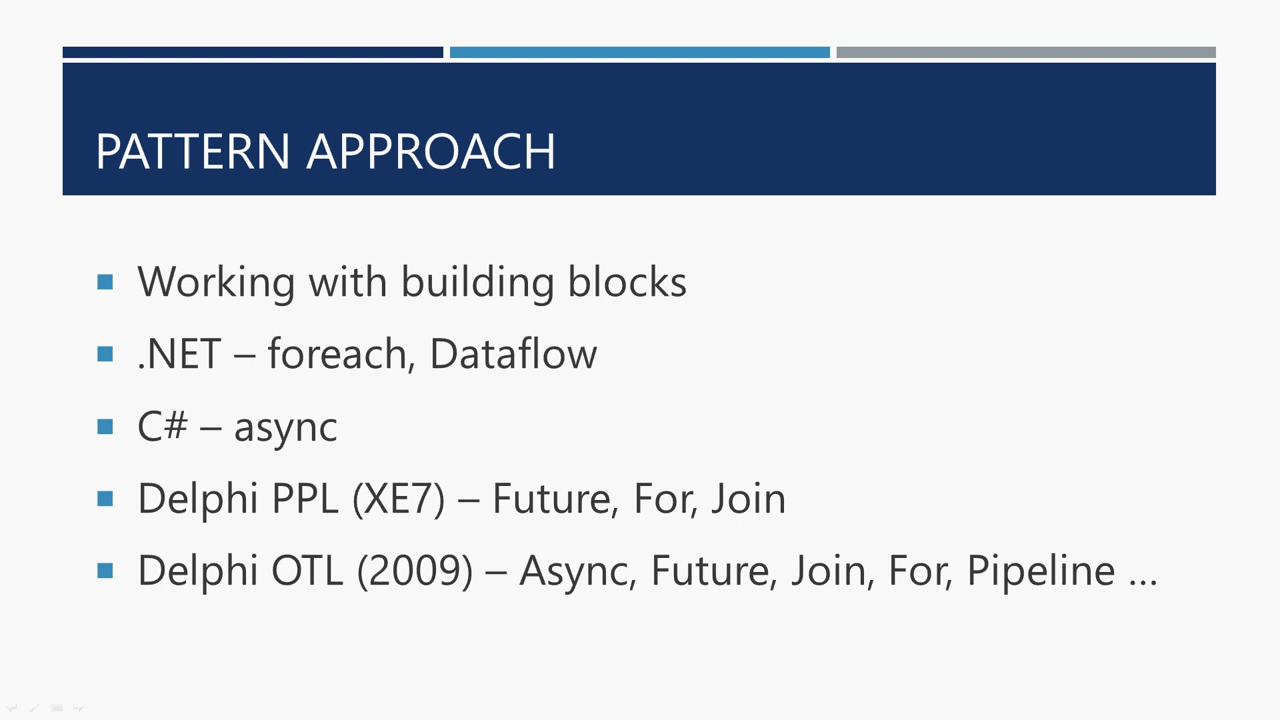 PATTERN APPROACH
Working with building blocks
.NET – foreach, Dataflow
C# – async
Delphi PPL (XE7) – Future, For, Join
Delphi OTL (2009) – Async, Future, Join, For, Pipeline ...